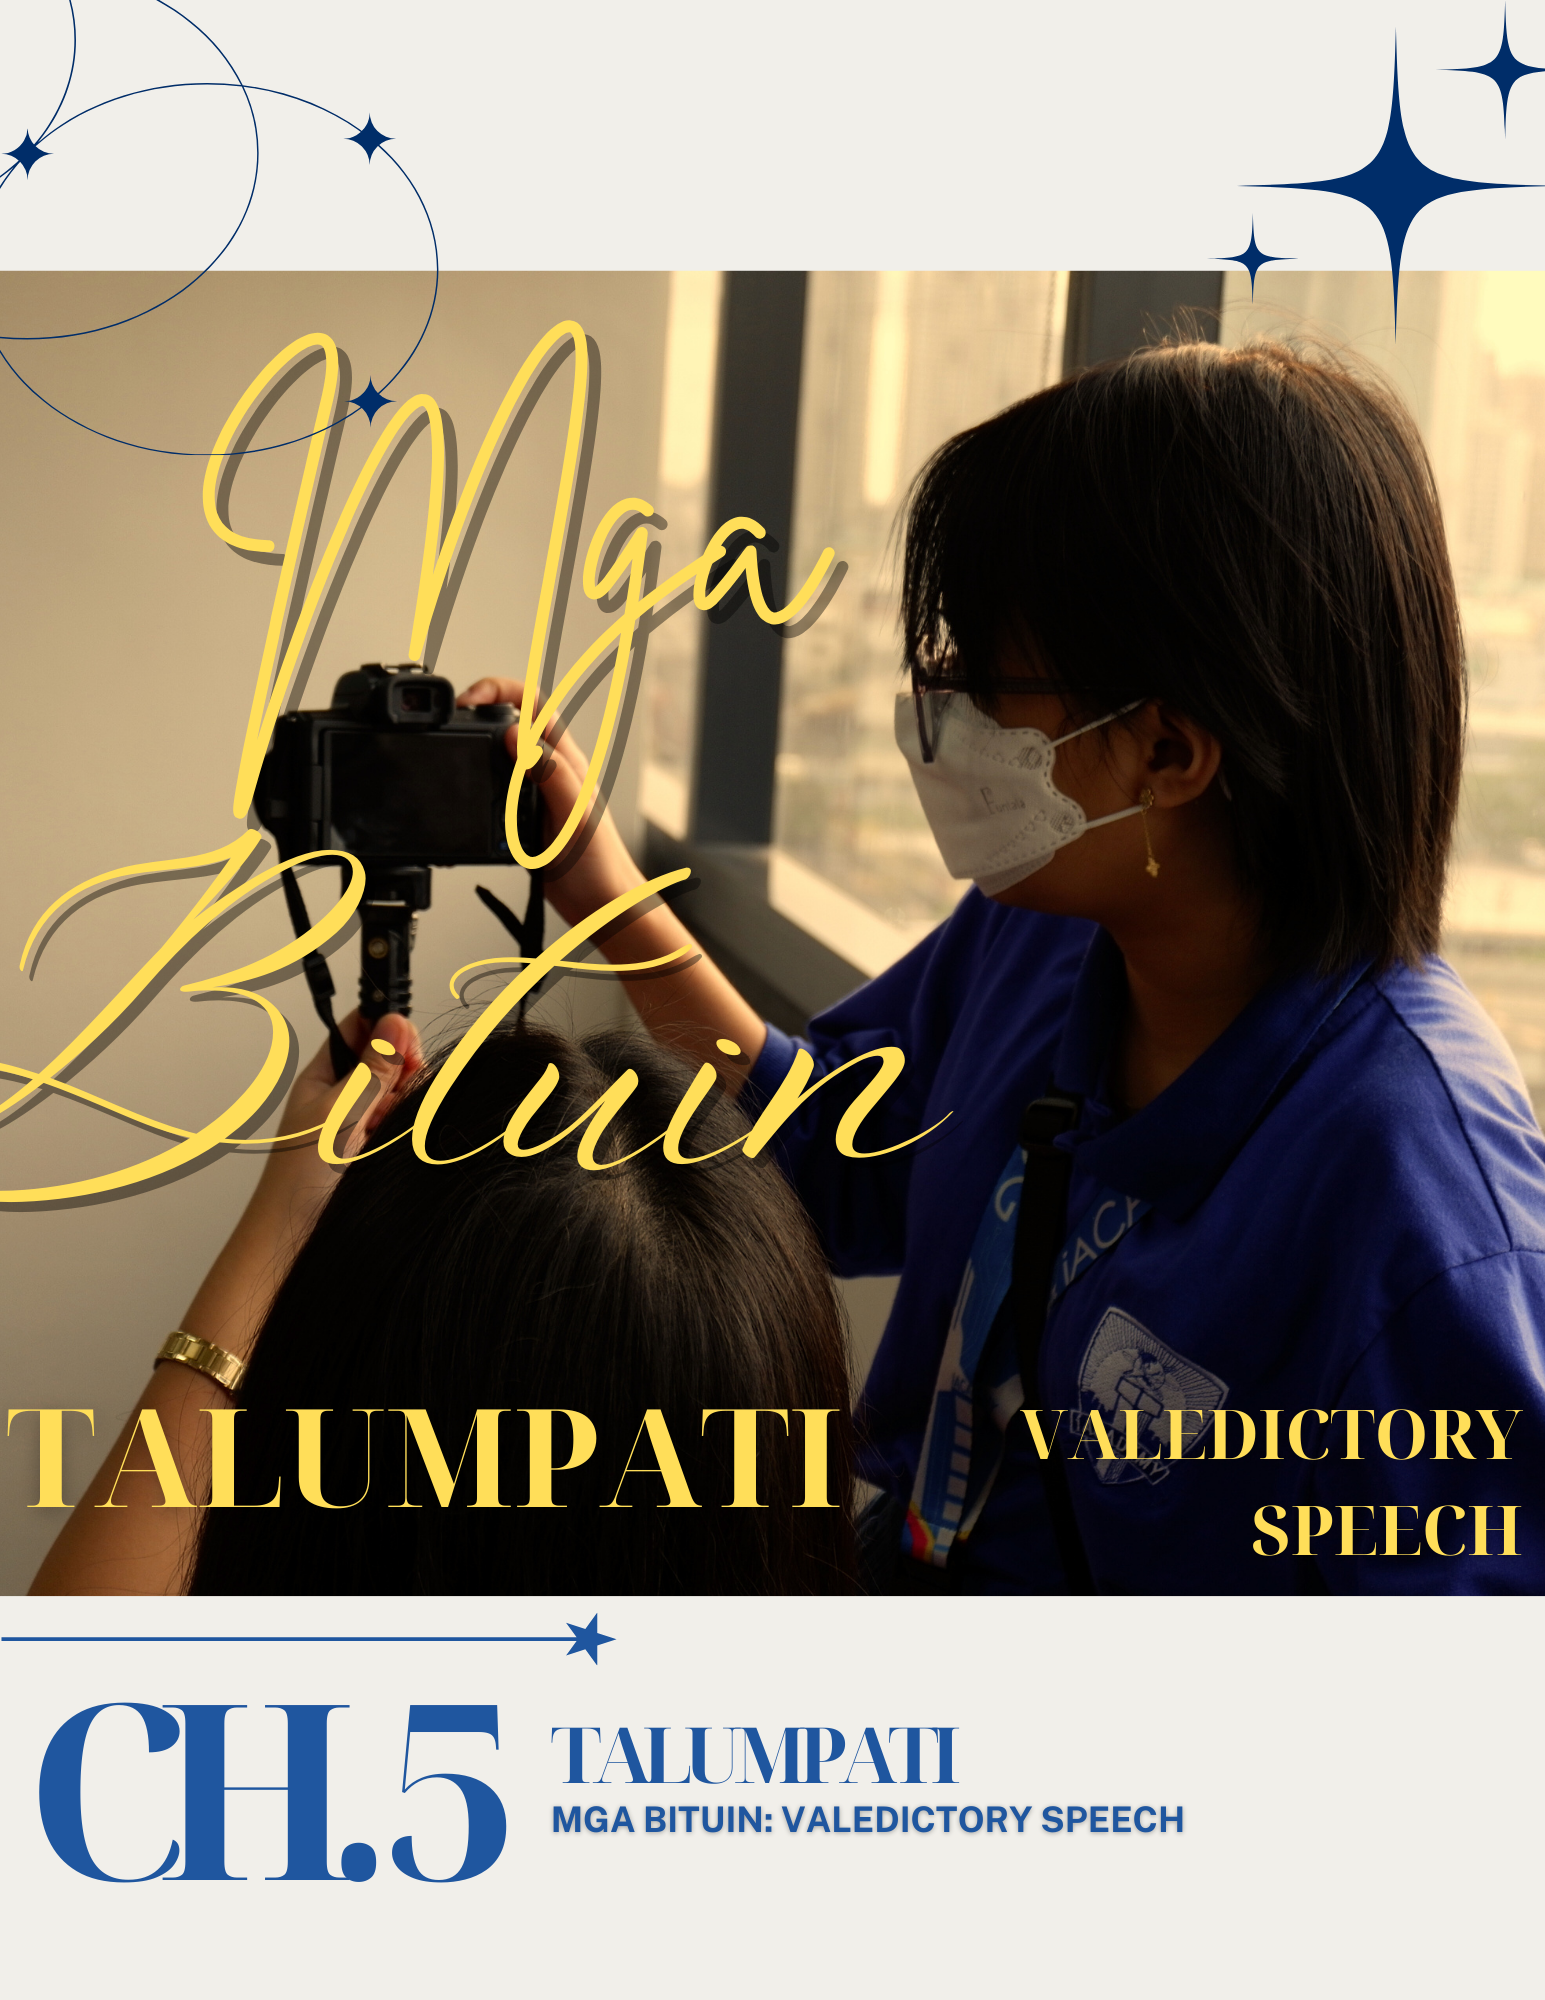 Mga
Bituin
TALUMPATI
VALEDICTORY
SPEECH
CH.5
TALUMPATI
MGA BITUIN: VALEDICTORY SPEECH